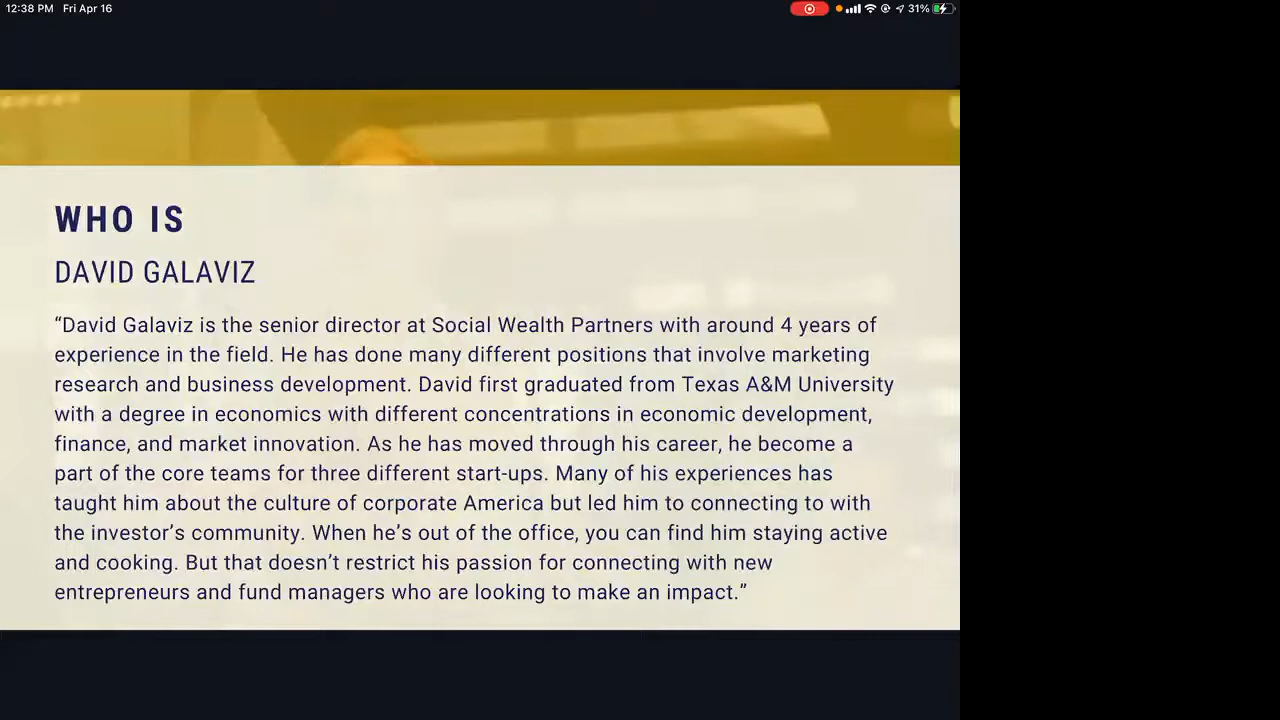 12:38 PM Fri Apr 16
31%
WHO IS
DAVID GALAVIZ
“David Galaviz is the senior director at Social Wealth Partners with around 4 years of
experience in the field. He has done many different positions that involve marketing
research and business development. David first graduated from Texas A&M University
with a degree in economics with different concentrations in economic development,
finance, and market innovation. As he has moved through his career, he become a
part of the core teams for three different start-ups. Many of his experiences has
taught him about the culture of corporate America but led him to connecting to with
the investor’s community. When he’s out of the office, you can find him staying active
and cooking. But that doesn’t restrict his passion for connecting with new
entrepreneurs and fund managers who are looking to make an impact.”